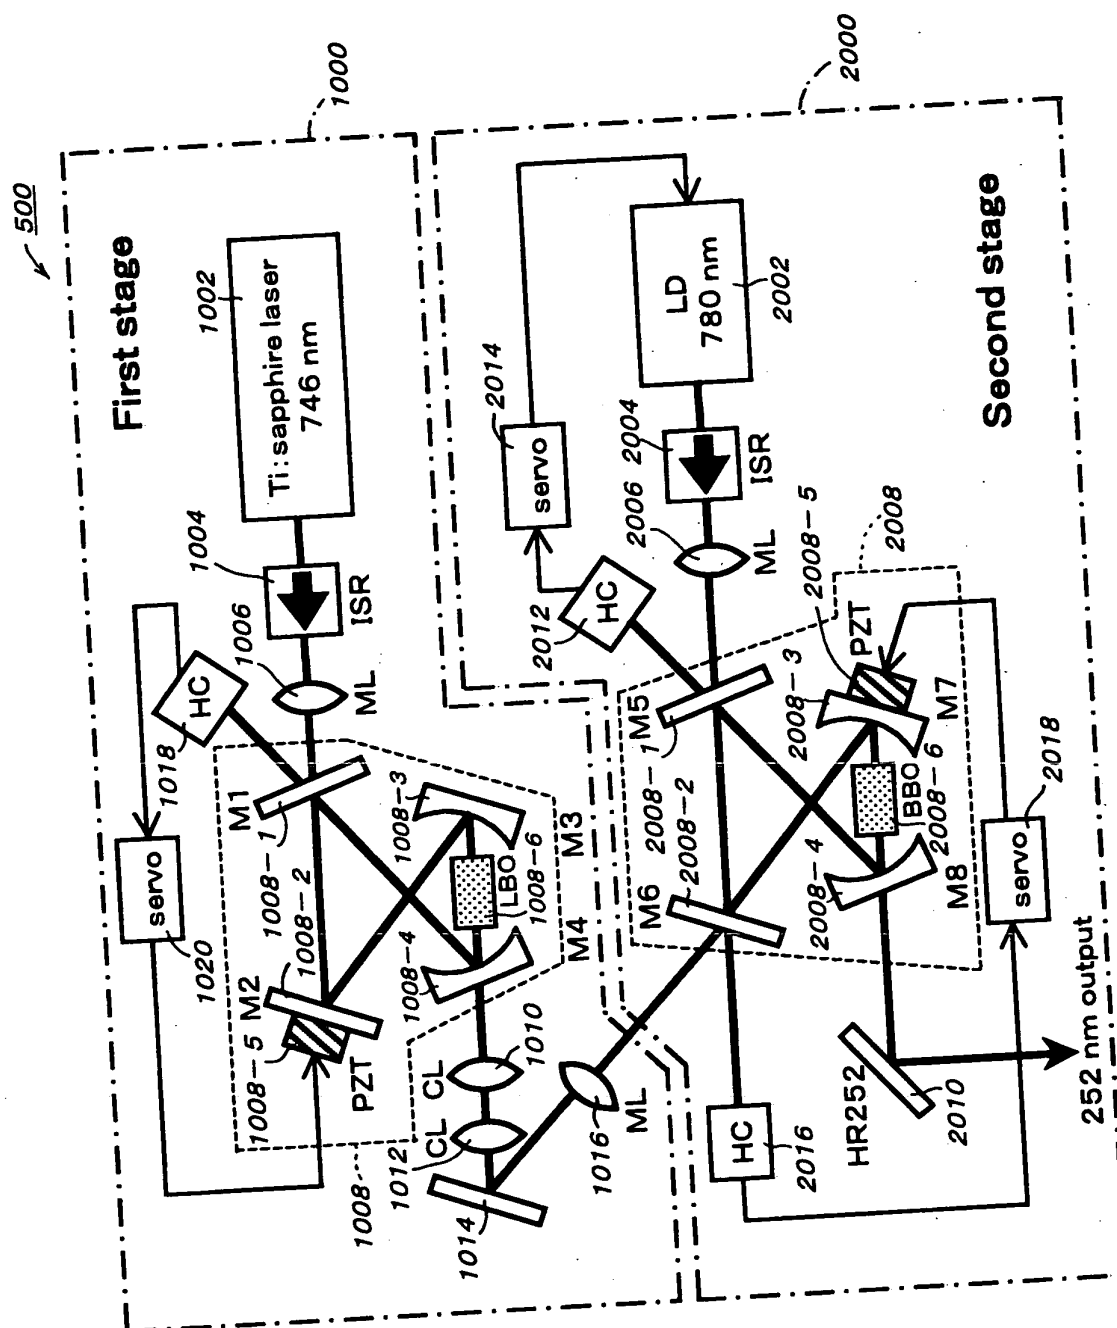 500
1000
First stage
1002
Ti:sapphire laser
746 nm
1004
ISR
1006
ML
HC
1018
servo
1020
M1
1008-1
1008-2
M2
1008-5
PZT
1008-3
M3
LBO
1008-6
M4
1008-4
1008
CL
1010
CL
1012
1014
1016
ML
2000
Second stage
LD
780 nm
2002
2004
ISR
2006
ML
2014
servo
HC
2012
M5
2008-1
2008-2
M6
2008
2008-5
PZT
2008-3
M7
BBO
2008-6
2008-4
M8
2018
servo
HC
2016
HR252
2010
252 nm output